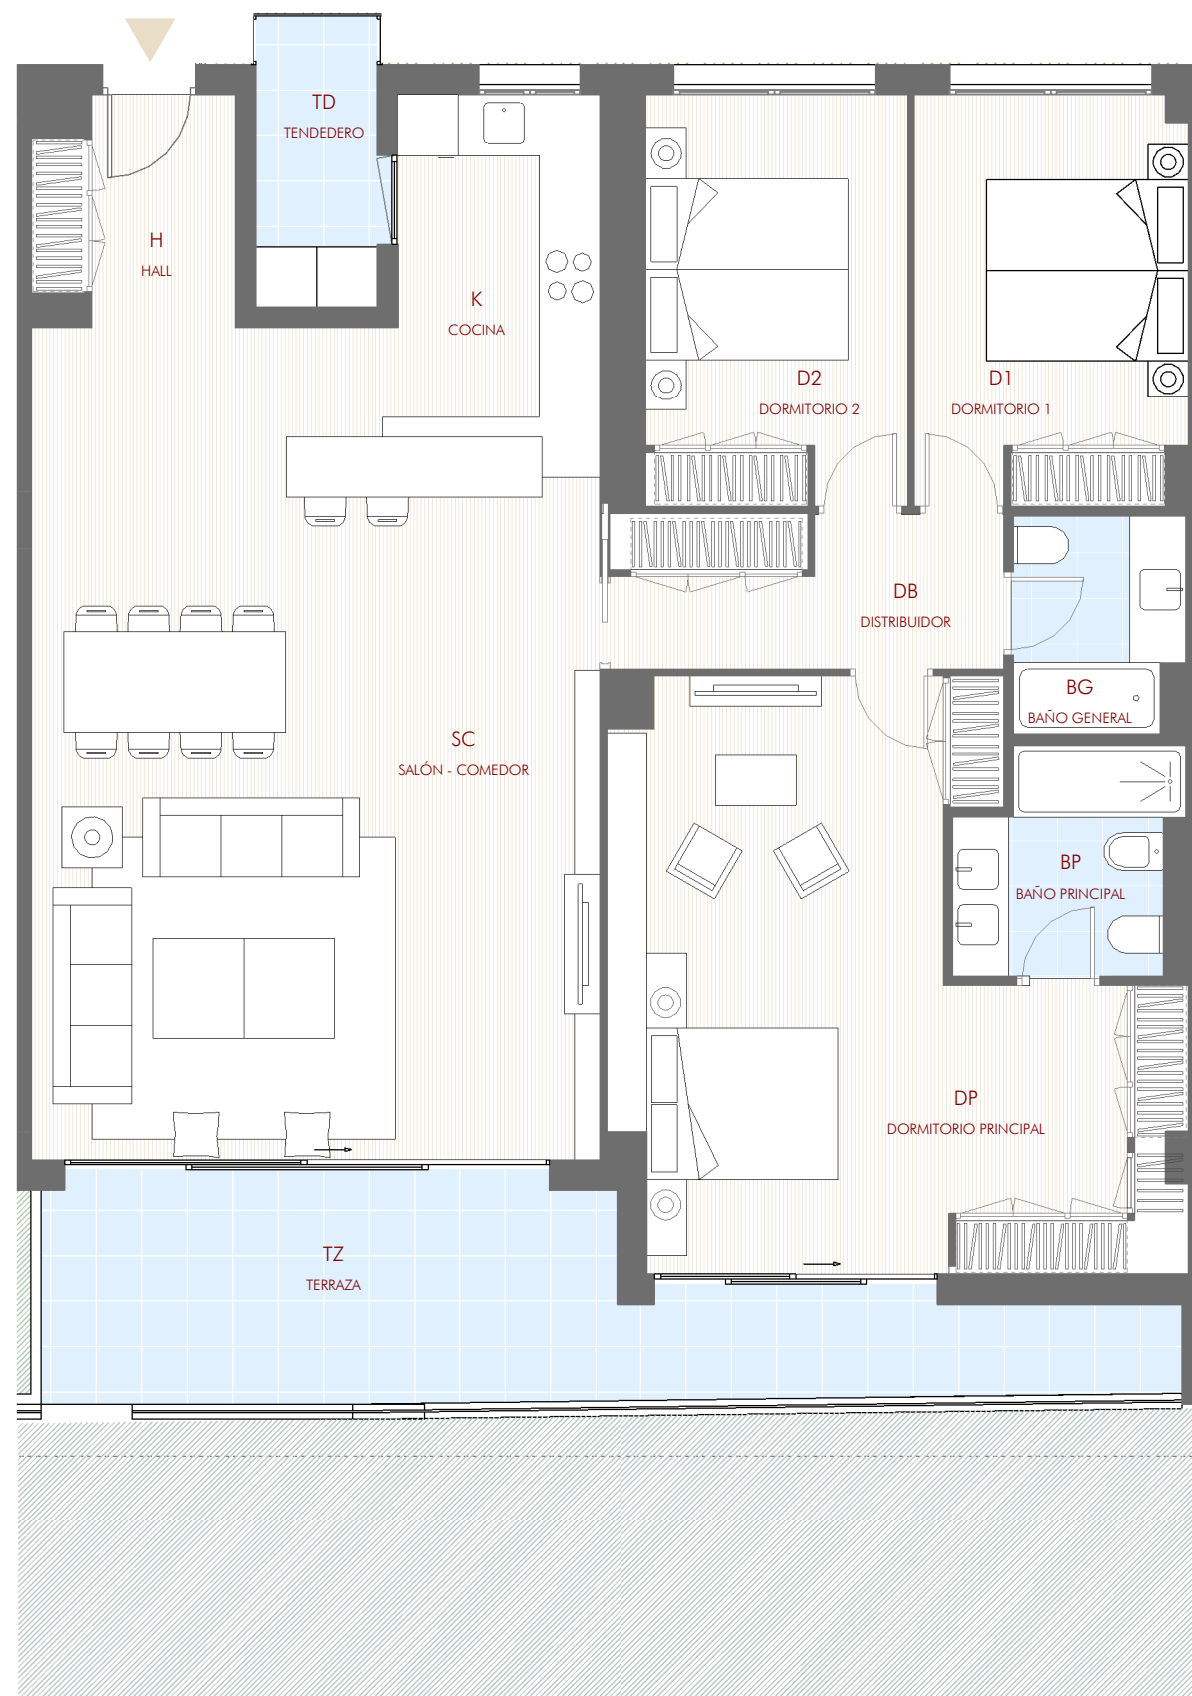 TD
TENDEDERO
H
HALL
K
COCINA
D2
DORMITORIO 2
D1
DORMITORIO 1
DB
DISTRIBUIDOR
BG
BAÑO GENERAL
SC
SALÓN - COMEDOR
BP
BAÑO PRINCIPAL
DP
DORMITORIO PRINCIPAL
TZ
TERRAZA